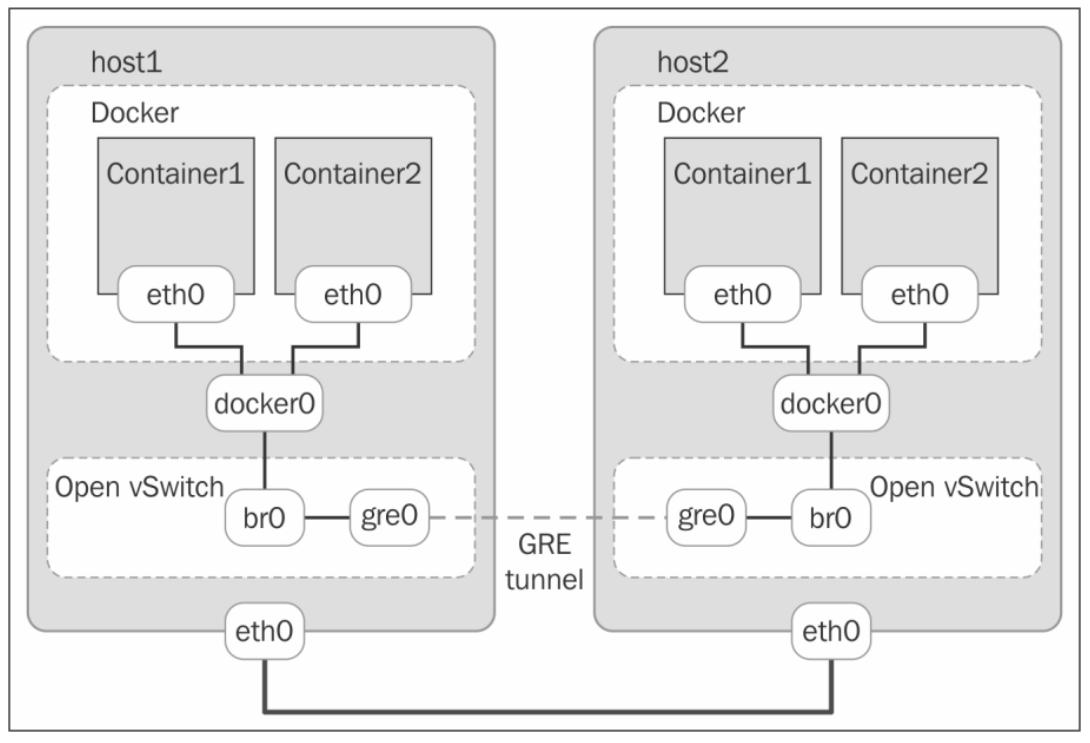 host1
Docker
Container1
Container2
eth0
eth0
docker0
Open vSwitch
br0
gre0
eth0
GRE
tunnel
host2
Docker
Container1
Container2
eth0
eth0
docker0
Open vSwitch
gre0
br0
eth0